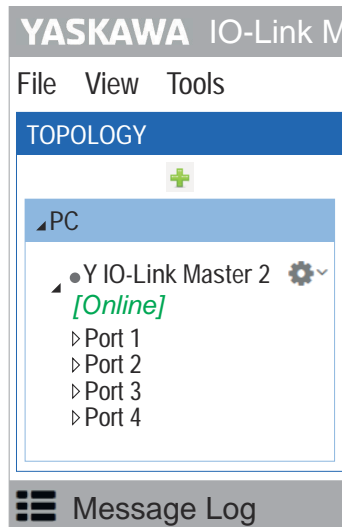 YASKAWA IO-Link M
File View Tools
TOPOLOGY
PC
Y IO-Link Master 2
[Online]
Port 1
Port 2
Port 3
Port 4
Message Log